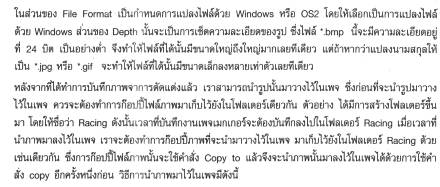 ในส่วนของ File Format เป็นกำหนดการแปลงไฟล์ด้วย Windows หรือ OS2 โดยให้เลือกเป็นการแปลงไฟล์
ด้วย Windows ส่วนของ Depth นั้นจะเป็นการเช็ดความละเอียดของรูป ซึ่งไฟล์ *.bmp นี้จะมีความละเอียดอยู่
ที่ 24 บิต เป็นอย่างต่ำ จึงทำให้ไฟล์ที่ได้นั้นมีขนาดใหญ่ถึงใหญ่มากเลยทีเดียว แต่ถ้าหากว่าแปลงนามสกุลให้
เป็น *.jpg หรือ *.gif จะทำให้ไฟล์ที่ได้นั้นมีขนาดเล็กลงหลายเท่าตัวเลยทีเดียว
หลังจากที่ได้ทำการบันทึกภาพจากการตัดแต่งแล้ว เราสามารถนำรูปนั้นมาวางไว้ในเพจ ซึ่งก่อนที่จะนำรูปมาวาง
ไว้ในเพจ ควรจะต้องทำการก๊อปปี้ไฟล์ภาพมาเก็บไว้ยังในโฟลเดอร์เดียวกัน ตัวอย่าง ได้มีการสร้างโฟลเดอร์ขึ้น
มา โดยให้ชื่อว่า Racing ดังนั้นเวลาที่บันทึกงานเพจเมกเกอร์จะต้องบันทึกลงไปในโฟลเดอร์ Racing เมื่อเวลาที่
นำภาพมาลงไว้ในเพจ เราจะต้องทำการก๊อปปี้ภาพที่จะนำมาวางไว้ในเพจ มาเก็บไว้ยังในโฟลเดอร์ Racing ด้วย
เช่นเดียวกัน ซึ่งการก๊อปปี้ไฟล์ภาพนั้นจะใช้คำสั่ง Copy to แล้วจึงจะนำภาพนั้นมาลงไว้ในเพจได้ด้วยการใช้คำ
สั่ง copy อีกครั้งหนึ่งก่อน วิธีการนำภาพมาไว้ในเพจมีดังนี้